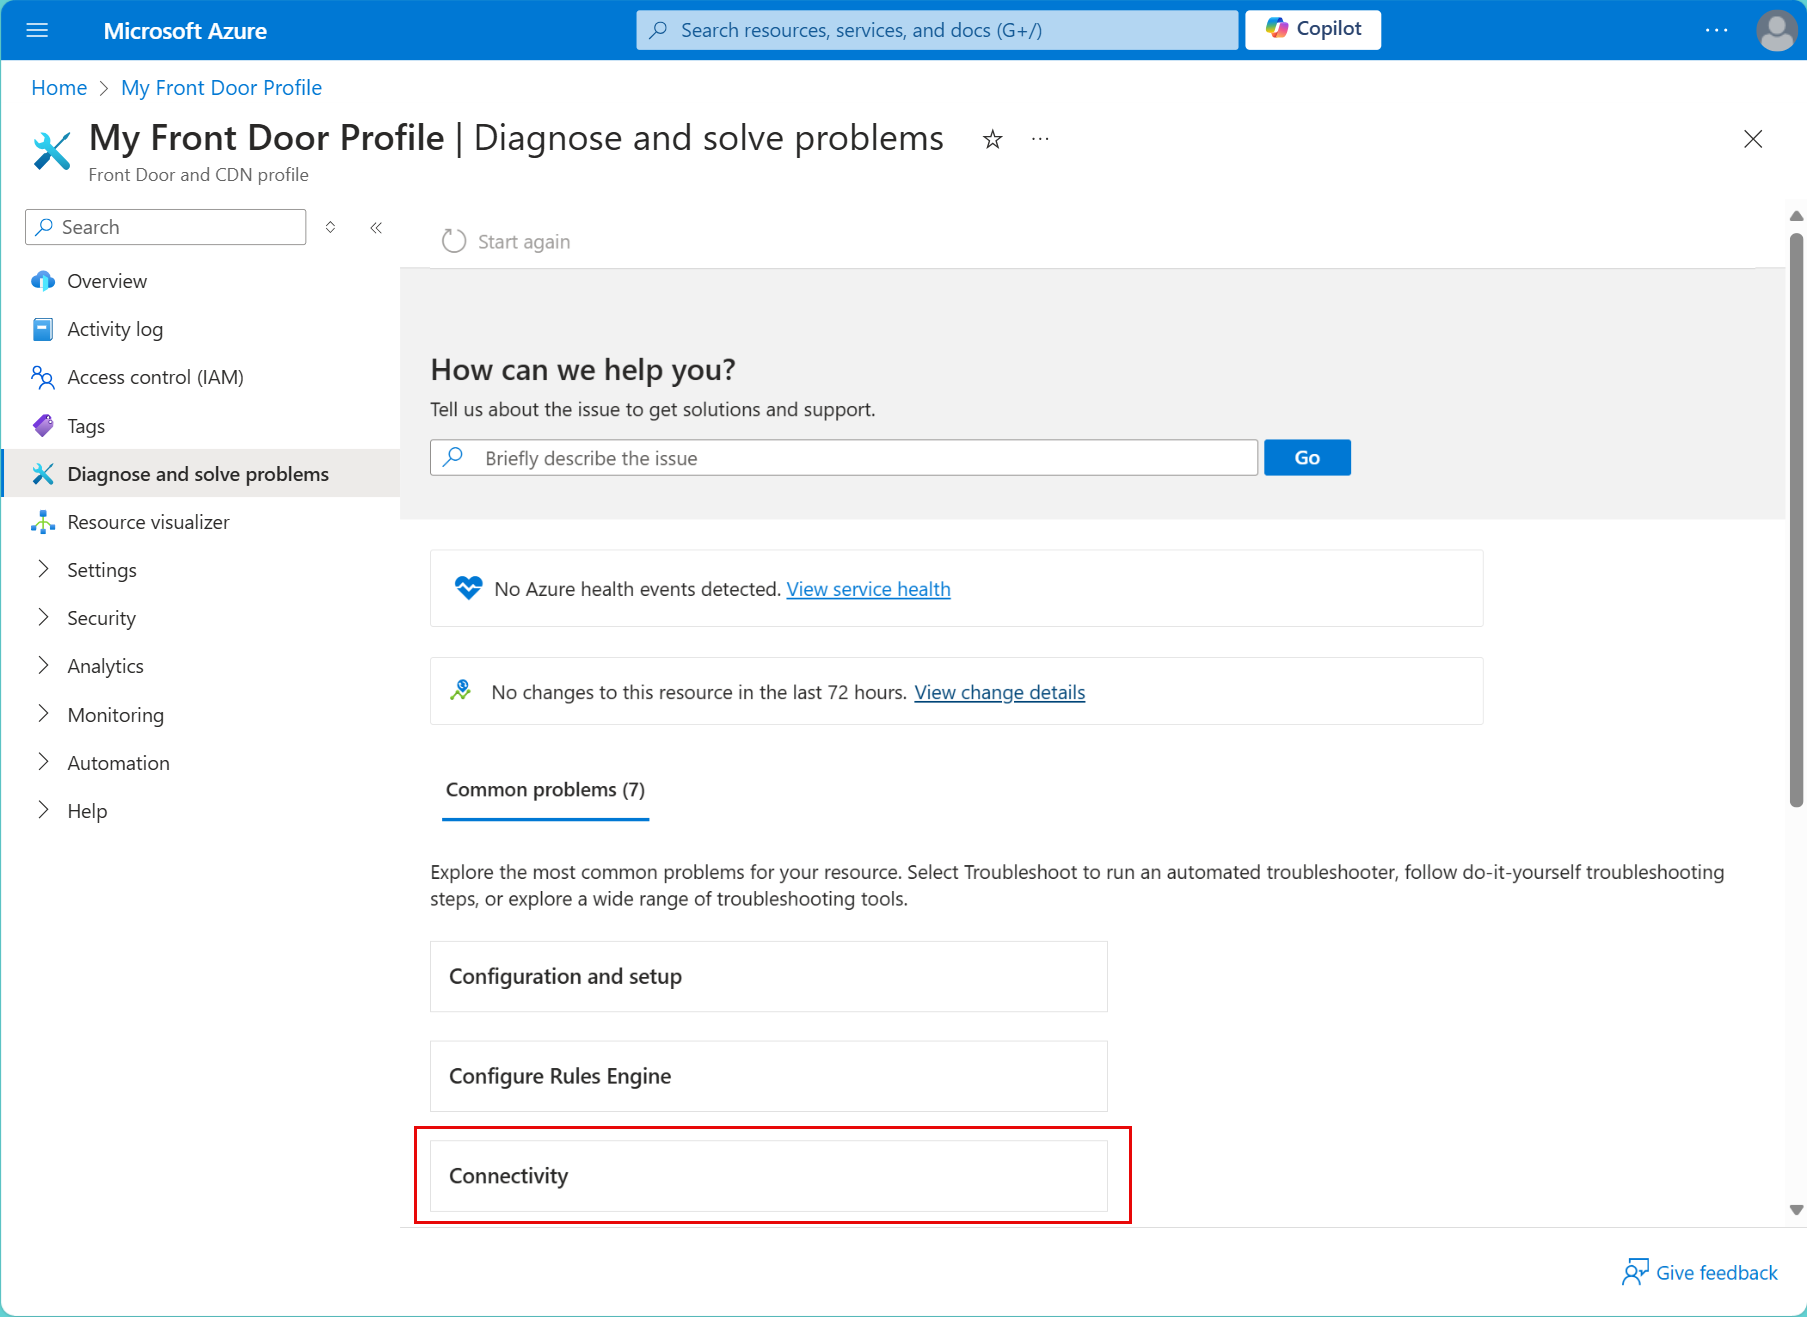 Microsoft Azure
Search resources, services, and docs (G+/)
Copilot
Home > My Front Door Profile
My Front Door Profile | Diagnose and solve problems
Front Door and CDN profile
Search
Start again
Overview
Activity log
Access control (IAM)
Tags
Diagnose and solve problems
Resource visualizer
Settings
Security
Analytics
Monitoring
Automation
Help
How can we help you?
Tell us about the issue to get solutions and support.
Briefly describe the issue
Go
No Azure health events detected. View service health
No changes to this resource in the last 72 hours. View change details
Common problems (7)
Explore the most common problems for your resource. Select Troubleshoot to run an automated troubleshooter, follow do-it-yourself troubleshooting
steps, or explore a wide range of troubleshooting tools.
Configuration and setup
Configure Rules Engine
Connectivity
Give feedback